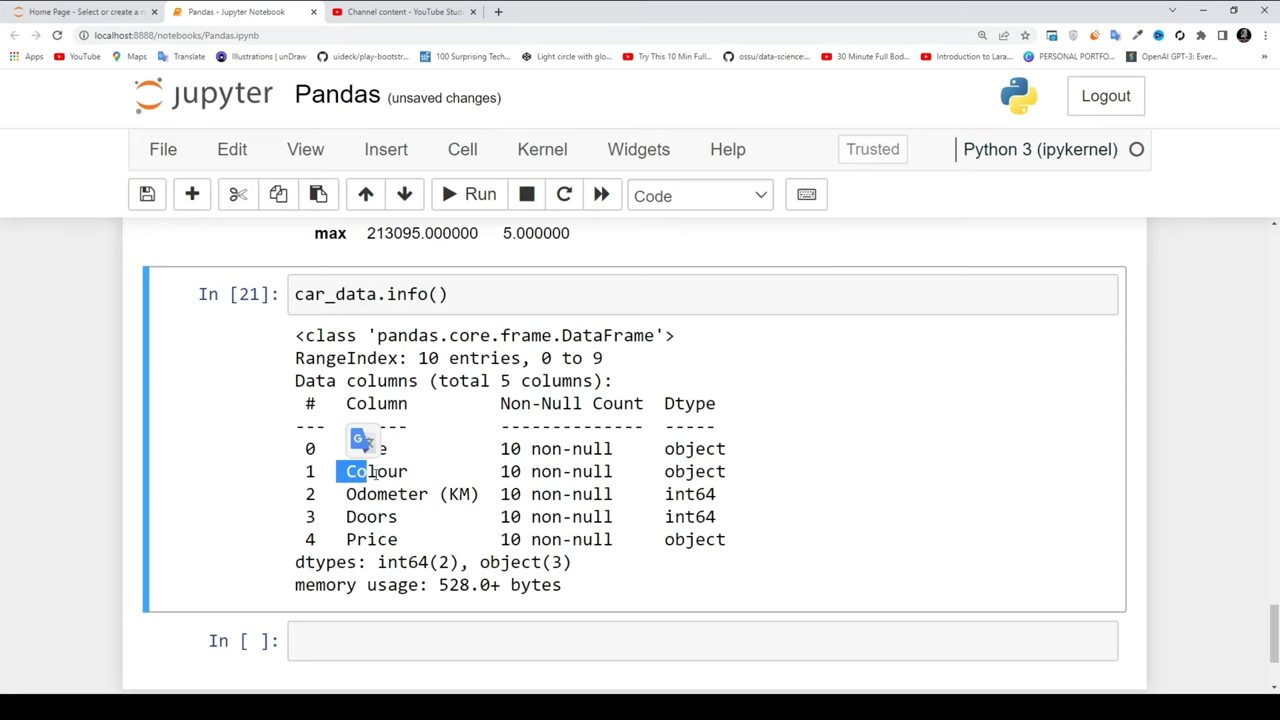 Home Page - Select or create a n
Pandas - Jupyter Notebook
Channel content - YouTube Studi
localhost:8888/notebooks/Pandas.ipynb
Apps YouTube Maps Translate Illustrations | unDraw uideck/play-bootstr... 100 Surprising Tech... Light circle with glo... Try This 10 Min Full... ossu/data-science:... 30 Minute Full Bod... Introduction to Lara... PERSONAL PORTFO... OpenAI GPT-3: Ever... »
jupyter Pandas (unsaved changes) Logout
File Edit View Insert Cell Kernel Widgets Help Trusted Python 3 (ipykernel)
Run Code
max 213095.000000 5.000000
In [21]: car_data.info()
<class 'pandas.core.frame.DataFrame'>
RangeIndex: 10 entries, 0 to 9
Data columns (total 5 columns):
# Column Non-Null Count Dtype
--- ------ -------------- -----
0 10 non-null object
1 Colour 10 non-null object
2 Odometer (KM) 10 non-null int64
3 Doors 10 non-null int64
4 Price 10 non-null object
dtypes: int64(2), object(3)
memory usage: 528.0+ bytes
In [ ]: